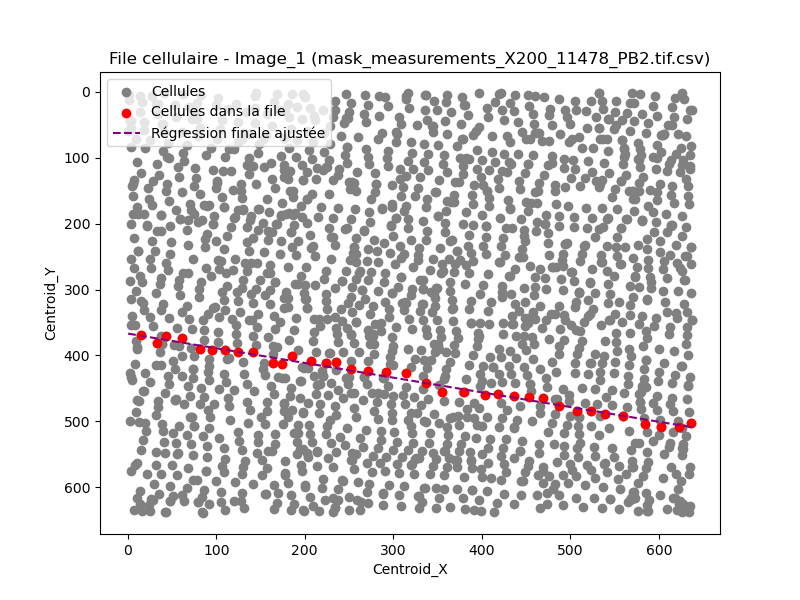 File cellulaire - Image_1 (mask_measurements_X200_11478_PB2.tif.csv)
Cellules
Cellules dans la file
Régression finale ajustée
Centroid_Y
0
100
200
300
400
500
600
0 100 200 300 400 500 600
Centroid_X